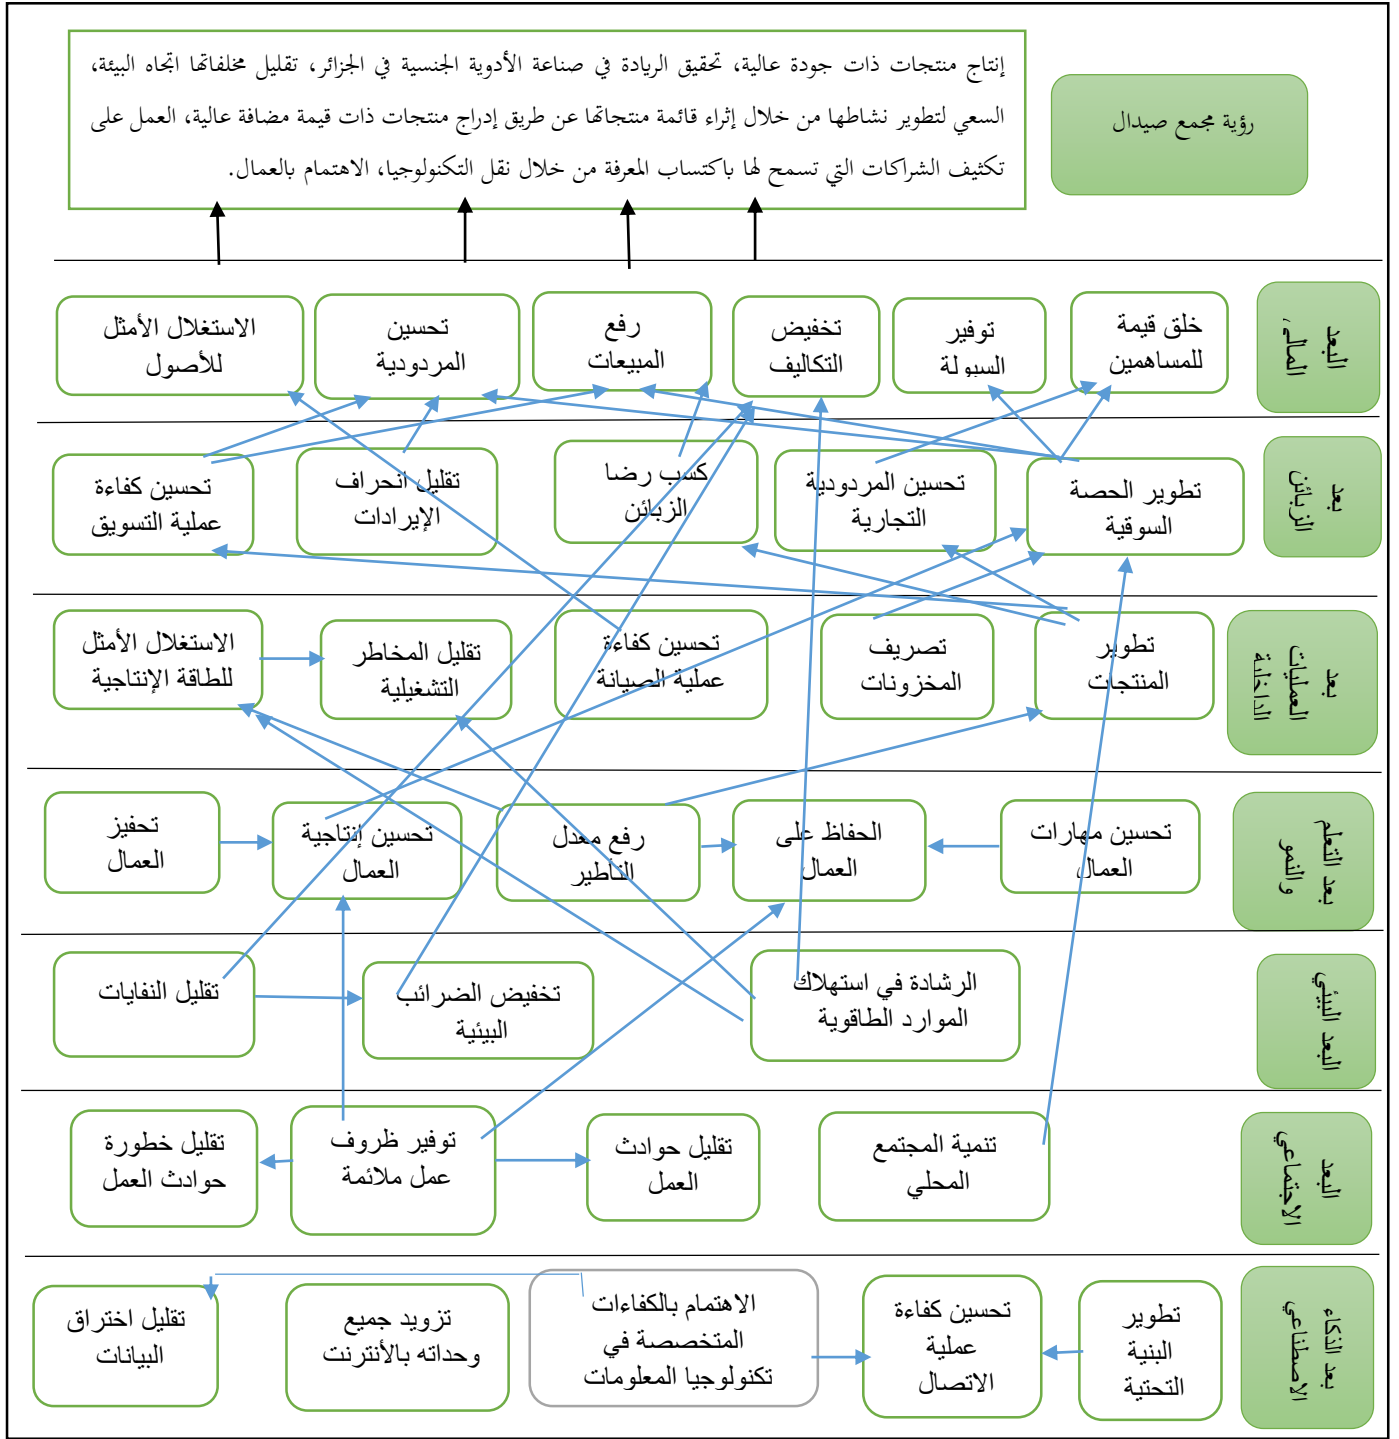 رؤية مجمع صيدال
إنتاج منتجات ذات جودة عالية، تحقيق الريادة في صناعة الأدوية الجنسية في الجزائر، تقليل مخلفاتها اتجاه البيئة،
السعي لتطوير نشاطها من خلال إثراء قائمة منتجاتها عن طريق إدراج منتجات ذات قيمة مضافة عالية، العمل على
تكثيف الشراكات التي تسمح لها باكتساب المعرفة من خلال نقل التكنولوجيا، الاهتمام بالعمال.
البعد
المالي
خلق قيمة
للمساهمين
توفير
السيولة
تخفيض
التكاليف
رفع
المبيعات
تحسين
المردودية
الاستغلال الأمثل
للأصول
بعد
الزبائن
تطوير الحصة
السوقية
تحسين المردودية
التجارية
كسب رضا
الزبائن
تقليل انحراف
الإيرادات
تحسين كفاءة
عملية التسويق
بعد
العمليات
الداخلية
تطوير
المنتجات
تصريف
المخزونات
تحسين كفاءة
عملية الصيانة
تقليل المخاطر
التشغيلية
الاستغلال الأمثل
للطاقة الإنتاجية
بعد التعلم
والنمو
تحسين مهارات
العمال
الحفاظ على
العمال
رفع معدل
التأطير
تحسين إنتاجية
العمال
تحفيز
العمال
البعد البيئي
الرشادة في استهلاك
الموارد الطاقوية
تخفيض الضرائب
البيئية
تقليل النفايات
البعد
الاجتماعي
تنمية المجتمع
المحلي
تقليل حوادث
العمل
توفير ظروف
عمل ملائمة
تقليل خطورة
حوادث العمل
بعد الذكاء
الاصطناعي
تطوير
البنية
التحتية
تحسين كفاءة
عملية
الاتصال
الاهتمام بالكفاءات
المتخصصة في
تكنولوجيا المعلومات
تزويد جميع
وحداته بالأنترنت
تقليل اختراق
البيانات